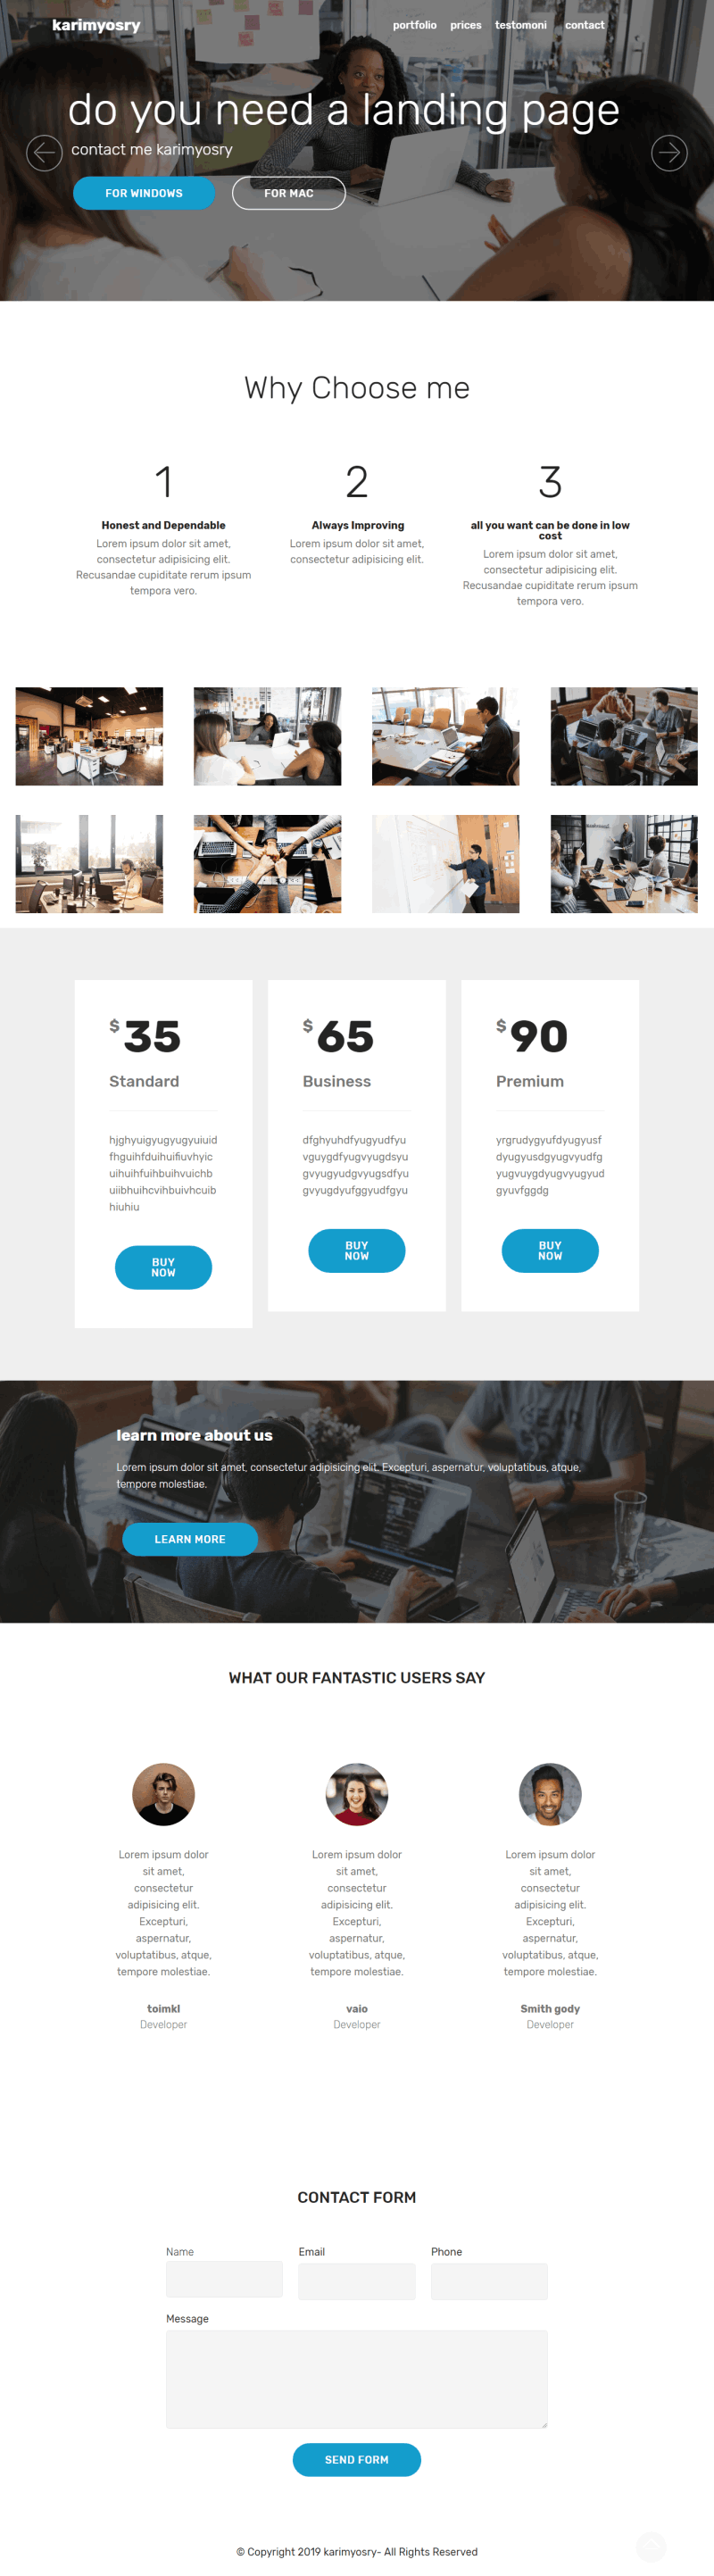 karimyosry
portfolio prices testomoni contact
do you need a landing page
contact me karimyosry
FOR WINDOWS
FOR MAC
Why Choose me
1
Honest and Dependable
Lorem ipsum dolor sit amet,
consectetur adipisicing elit.
Recusandae cupiditate rerum ipsum
tempora vero.
2
Always Improving
Lorem ipsum dolor sit amet,
consectetur adipisicing elit.
3
all you want can be done in low
cost
Lorem ipsum dolor sit amet,
consectetur adipisicing elit.
Recusandae cupiditate rerum ipsum
tempora vero.
$ 35
Standard
hjghyuigyugyugyuiuid
fhguihfduihuifiuvhyic
uihuihfuihbuihvuichb
uiibhuihcvihbuivhcuib
hiuhiu
BUY
NOW
$ 65
Business
dfghyuhdfyugyudfyu
vguygdfyugvyugdsyu
gvyugyudgvyugsdfyu
gvyugdyufggyudfgyu
BUY
NOW
$ 90
Premium
yrgrudygyufdyugyusf
dyugyusdgyugvyudfg
yugvuygdyugvyugyud
gyuvfggdg
BUY
NOW
learn more about us
Lorem ipsum dolor sit amet, consectetur adipisicing elit. Excepturi, aspernatur, voluptatibus, atque,
tempore molestiae.
LEARN MORE
WHAT OUR FANTASTIC USERS SAY
Lorem ipsum dolor
sit amet,
consectetur
adipisicing elit.
Excepturi,
aspernatur,
voluptatibus, atque,
tempore molestiae.
toimkl
Developer
Lorem ipsum dolor
sit amet,
consectetur
adipisicing elit.
Excepturi,
aspernatur,
voluptatibus, atque,
tempore molestiae.
vaio
Developer
Lorem ipsum dolor
sit amet,
consectetur
adipisicing elit.
Excepturi,
aspernatur,
voluptatibus, atque,
tempore molestiae.
Smith gody
Developer
CONTACT FORM
Name
Email
Phone
Message
SEND FORM
© Copyright 2019 karimyosry- All Rights Reserved